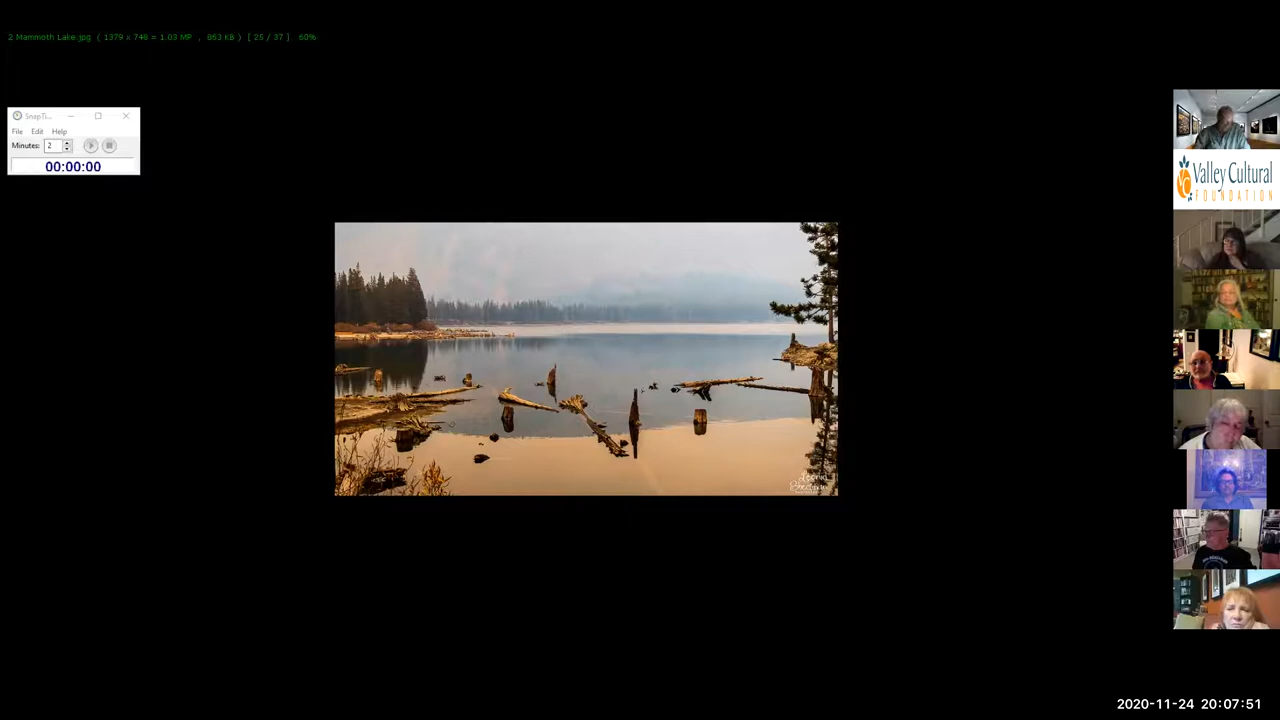 2 Mammoth Lake.jpg ( 1379 x 748 = 1.03 MP , 853 KB ) [ 25 / 37 ] 60%
SnapTi...
File Edit Help
Minutes: 2
00:00:00
Valley Cultural
FOUNDATION
2020-11-24 20:07:51